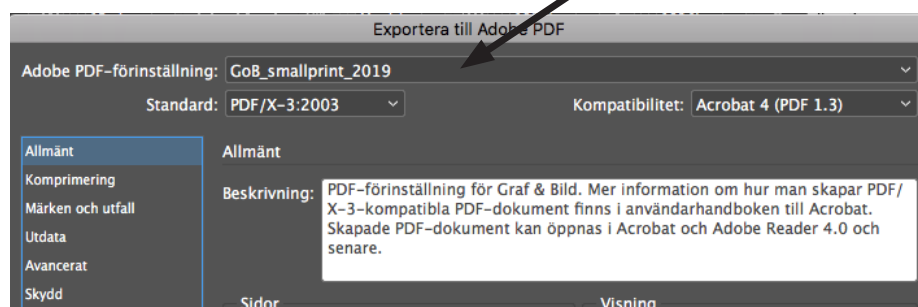 Exportera till Adobe PDF
Adobe PDF-förinställning: GoB_smallprint_2019
Standard: PDF/X-3:2003 Kompatibilitet: Acrobat 4 (PDF 1.3)
Allmänt
Komprimering
Märken och utfall
Utdata
Avancerat
Skydd
Allmänt
Beskrivning: PDF-förinställning för Graf & Bild. Mer information om hur man skapar PDF/
X-3-kompatibla PDF-dokument finns i användarhandboken till Acrobat.
Skapade PDF-dokument kan öppnas i Acrobat och Adobe Reader 4.0 och
senare.
Sidor Visning